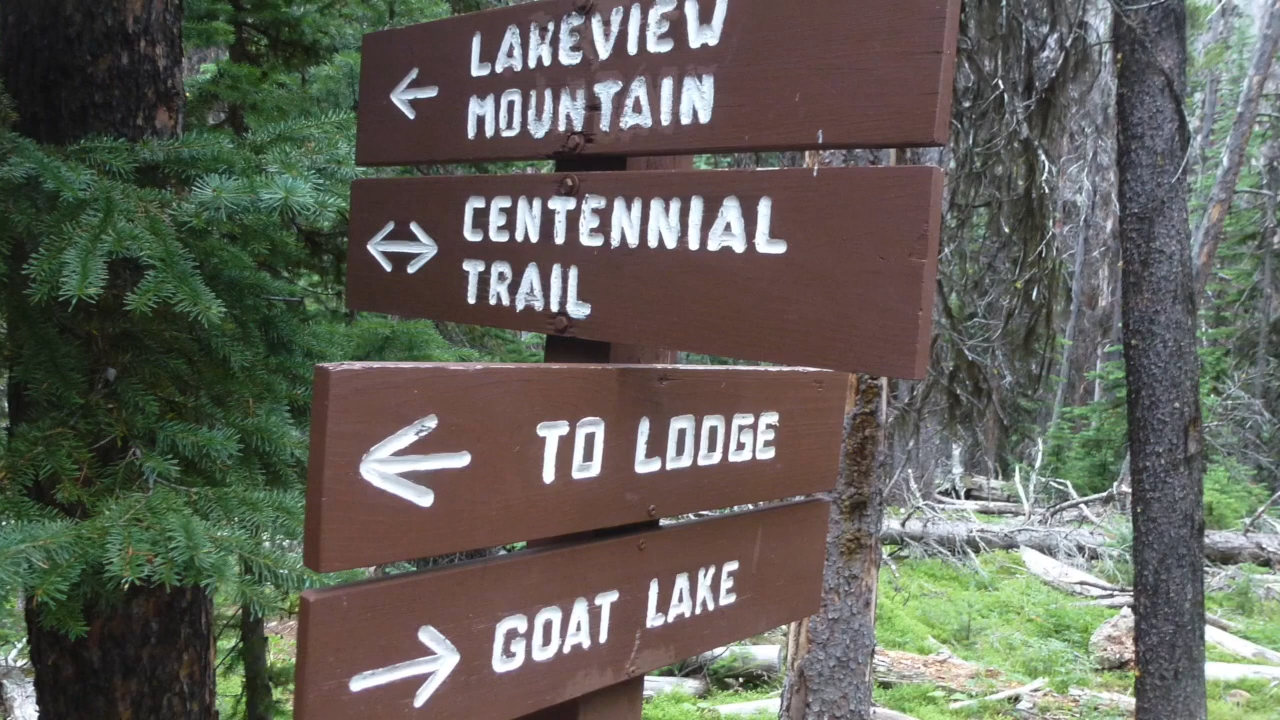 LAKEVIEW
MOUNTAIN
CENTENNIAL
TRAIL
TO LODGE
GOAT LAKE